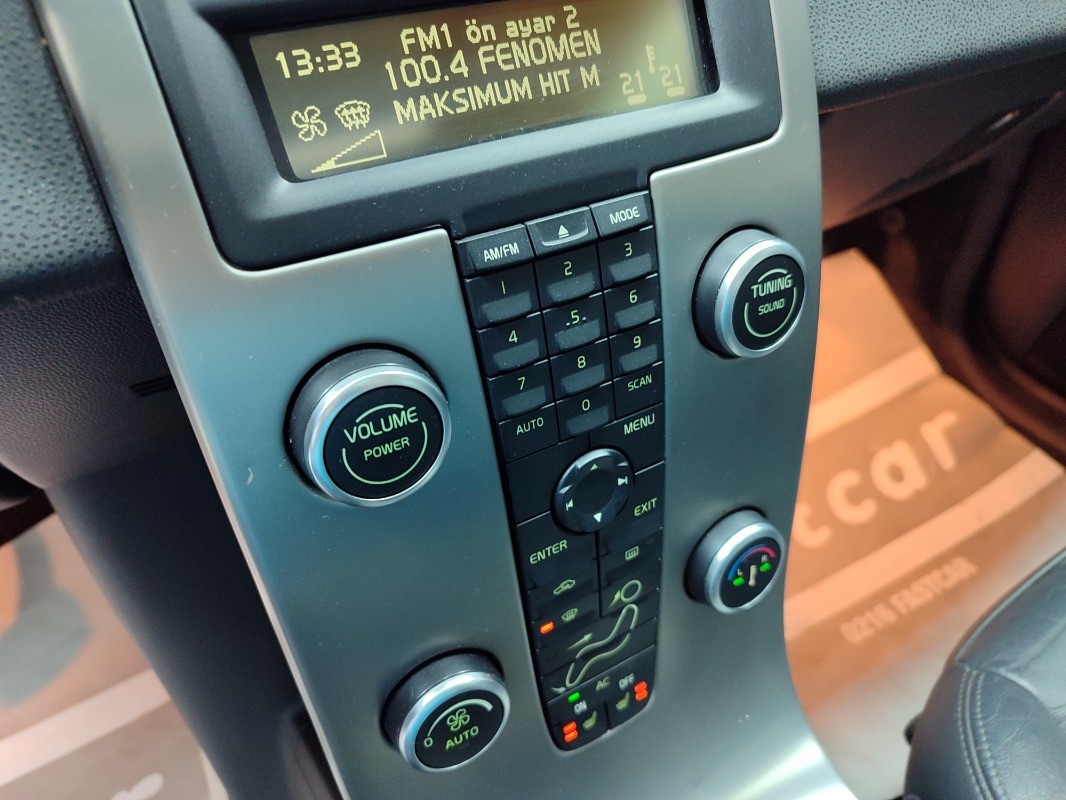 13:33
FM1 ön ayar 2
100.4 FENOMEN
MAKSIMUM HIT M
21 21
AM/FM
MODE
1 2 3
4 .5. 6
7 8 9
AUTO 0 SCAN
MENU
EXIT
ENTER
VOLUME
POWER
TUNING
SOUND
L R
0 AUTO
AC
ON OFF
tcar
0216 FASTCAR